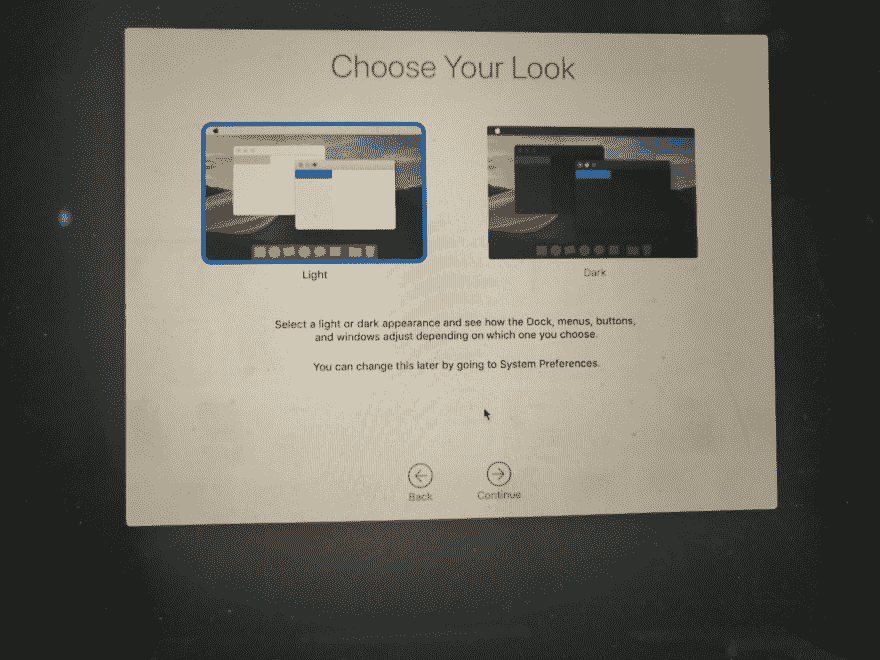 Choose Your Look
Light
Dark
Select a light or dark appearance and see how the Dock, menus, buttons,
and windows adjust depending on which one you choose.
You can change this later by going to System Preferences.
Back
Continue